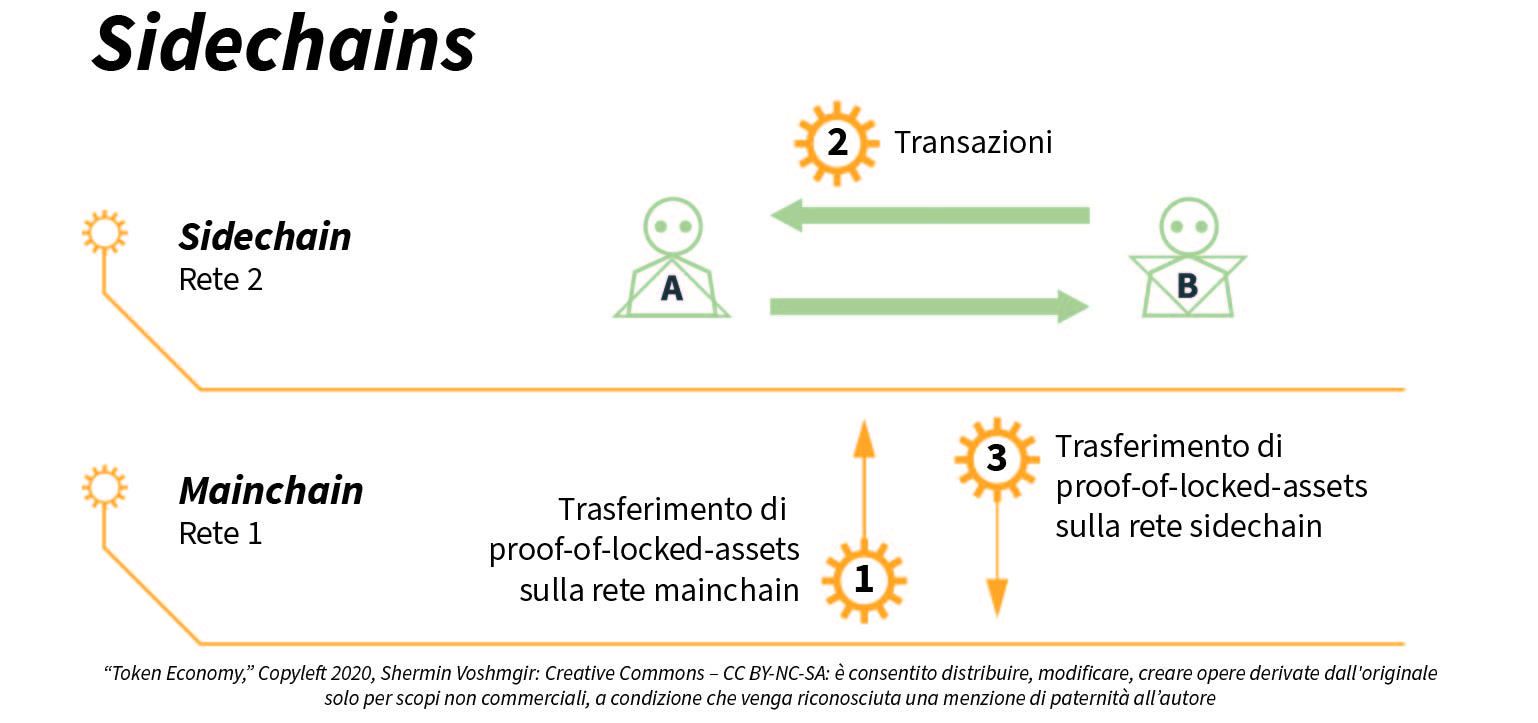 Sidechains
2 Transazioni
Sidechain
Rete 2
A
B
Mainchain
Rete 1
Trasferimento di
proof-of-locked-assets
sulla rete mainchain
1
3
Trasferimento di
proof-of-locked-assets
sulla rete sidechain
“Token Economy,” Copyleft 2020, Shermin Voshmgir: Creative Commons – CC BY-NC-SA: è consentito distribuire, modificare, creare opere derivate dall'originale
solo per scopi non commerciali, a condizione che venga riconosciuta una menzione di paternità all’autore